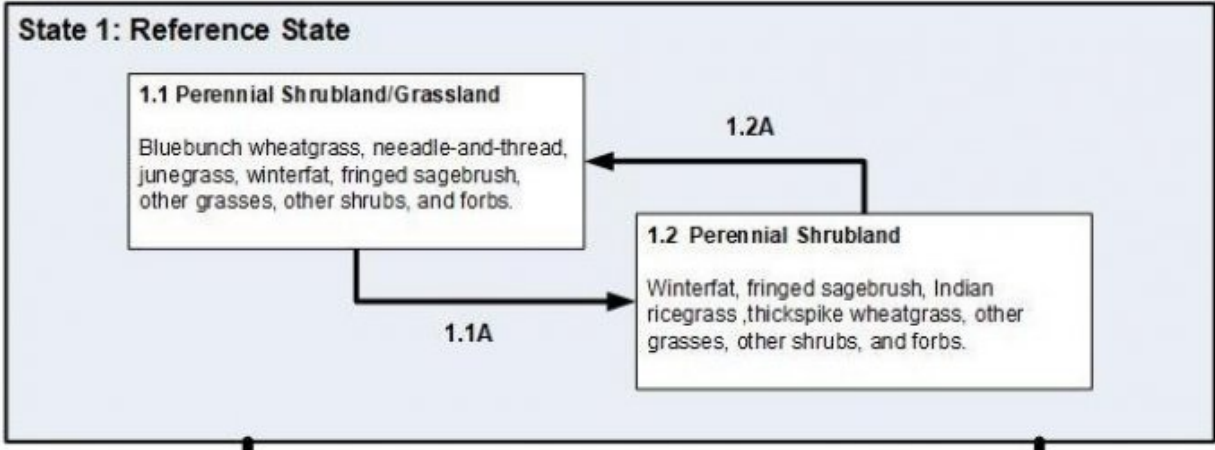 State 1: Reference State
1.1 Perennial Shrubland/Grassland
Bluebunch wheatgrass, neeadle-and-thread,
junegrass, winterfat, fringed sagebrush,
other grasses, other shrubs, and forbs.
1.2A
1.2 Perennial Shrubland
Winterfat, fringed sagebrush, Indian
ricegrass ,thickspike wheatgrass, other
grasses, other shrubs, and forbs.
1.1A